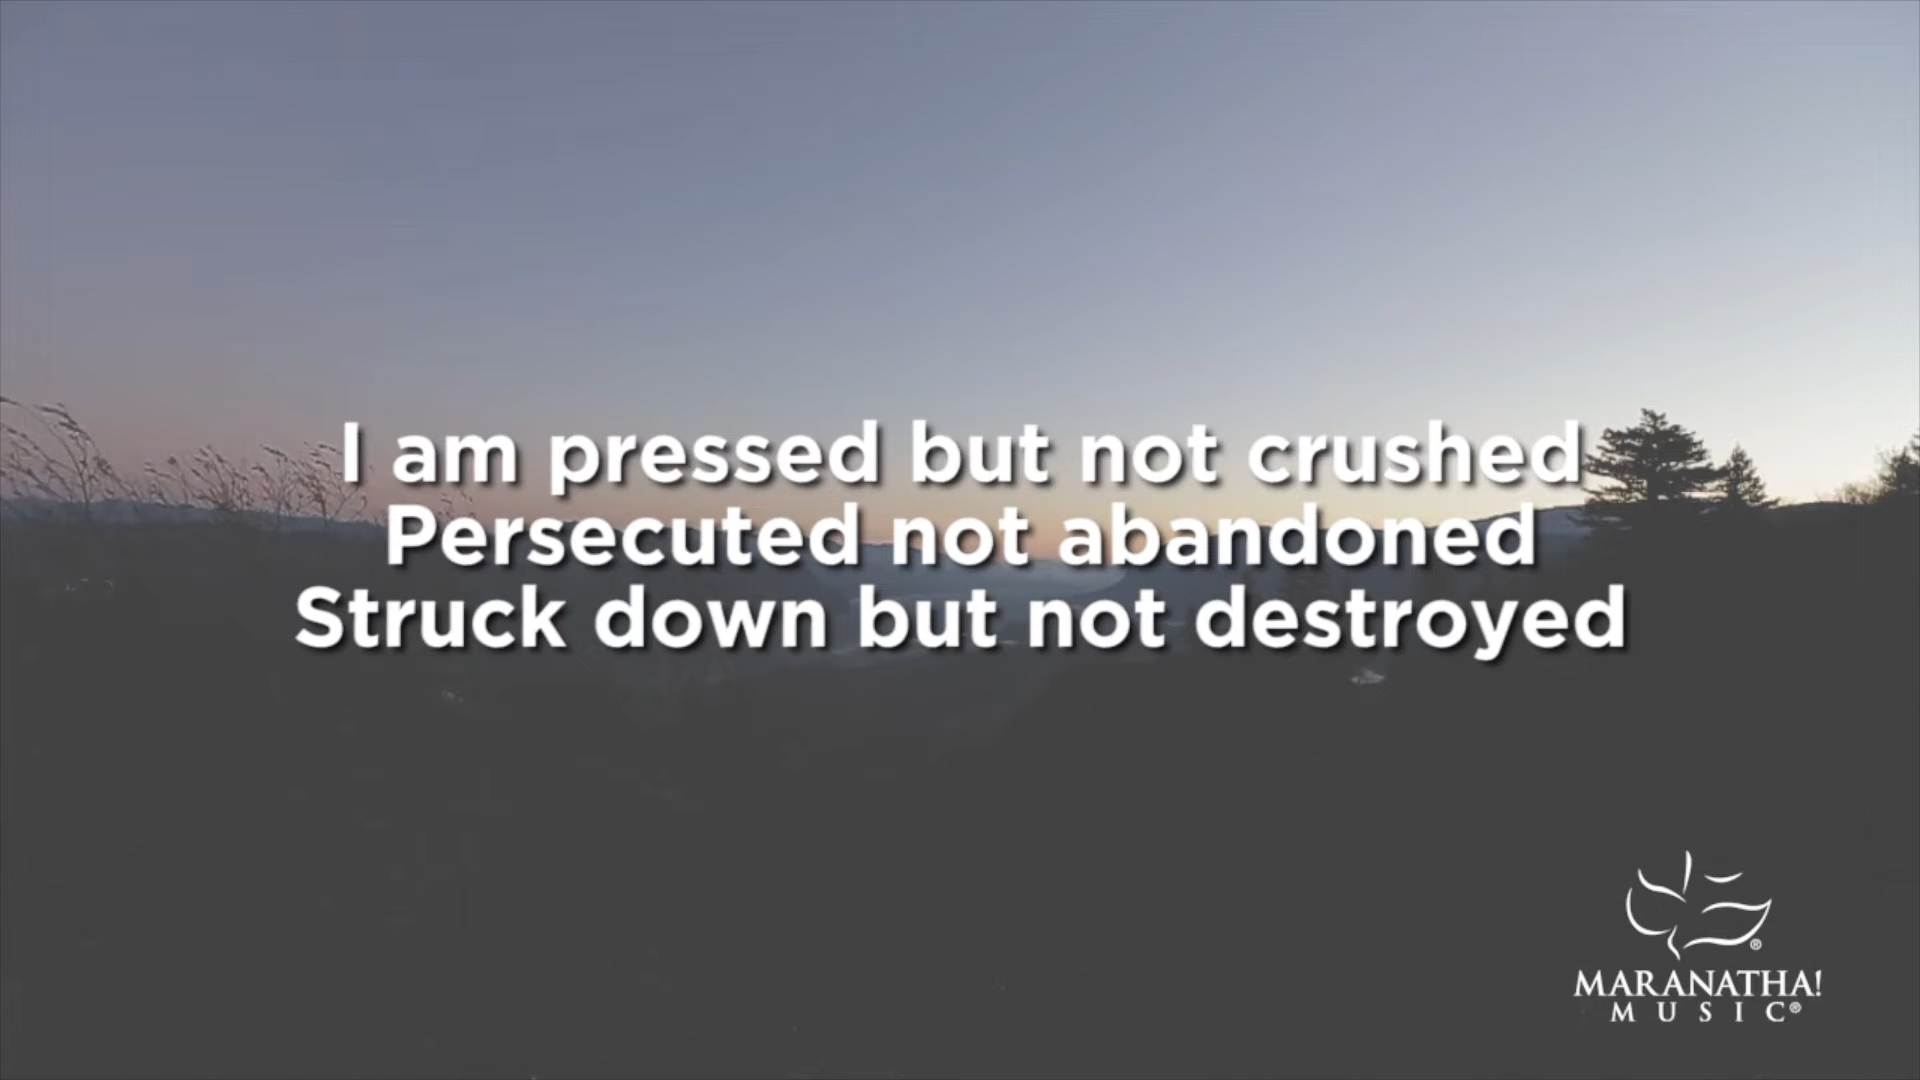 I am pressed but not crushed
Persecuted not abandoned
Struck down but not destroyed
®
MARANATHA!
MUSIC®